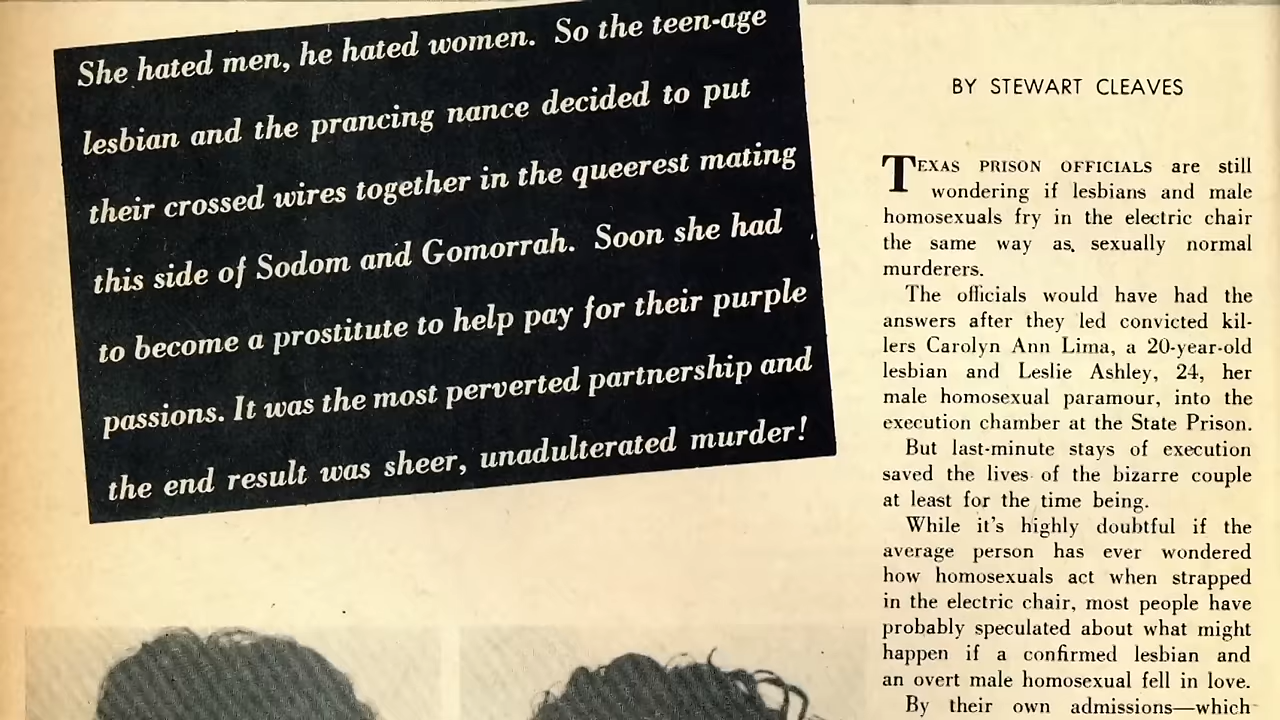 She hated men, he hated women. So the teen-age
lesbian and the prancing nance decided to put
their crossed wires together in the queerest mating
this side of Sodom and Gomorrah. Soon she had
to become a prostitute to help pay for their purple
passions. It was the most perverted partnership and
the end result was sheer, unadulterated murder!
BY STEWART CLEAVES
TEXAS PRISON OFFICIALS are still
wondering if lesbians and male
homosexuals fry in the electric chair
the same way as. sexually normal
murderers.
The officials would have had the
answers after they led convicted kil-
lers Carolyn Ann Lima, a 20-year-old
lesbian and Leslie Ashley, 24, her
male homosexual paramour, into the
execution chamber at the State Prison.
But last-minute stays of execution
saved the lives of the bizarre couple
at least for the time being.
While it's highly doubtful if the
average person has ever wondered
how homosexuals act when strapped
in the electric chair, most people have
probably speculated about what might
happen if a confirmed lesbian and
an overt male homosexual fell in love.
By their own admissions—which